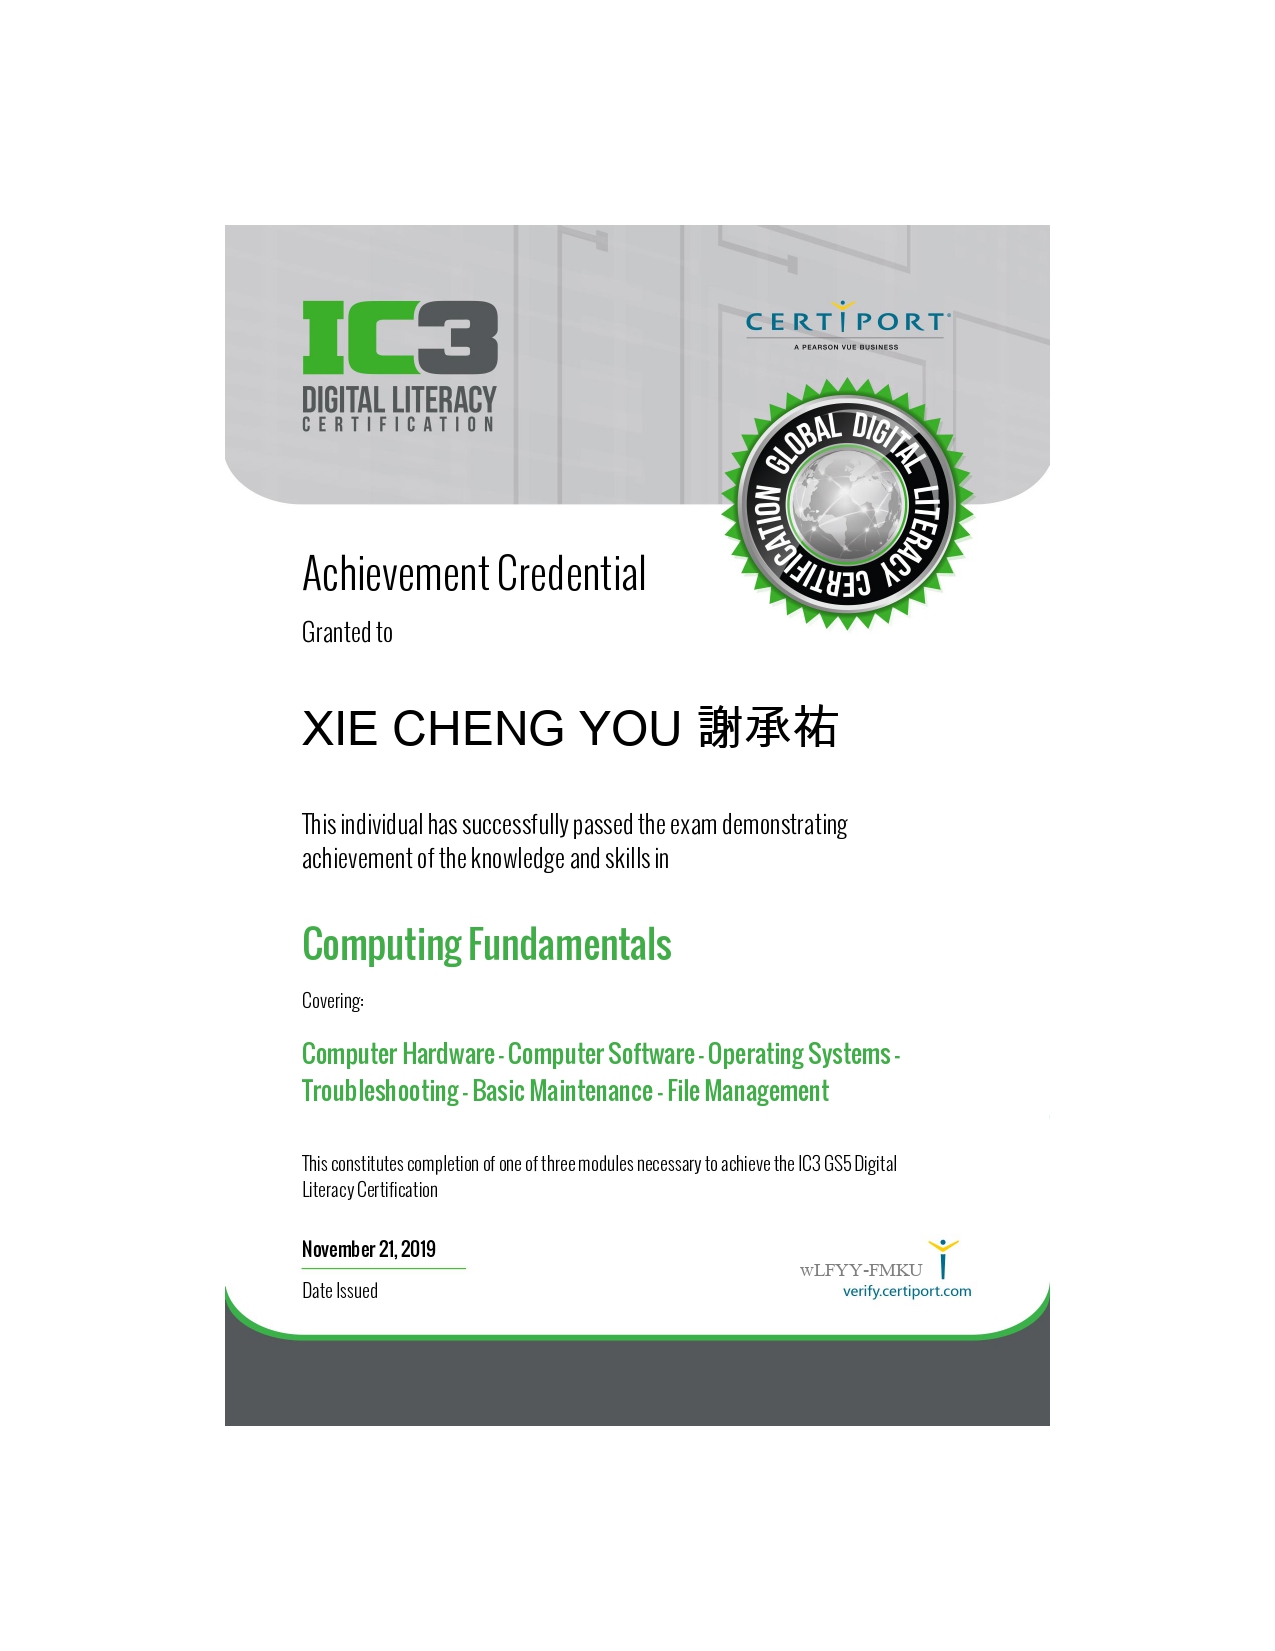 IC3
DIGITAL LITERACY
CERTIFICATION
CERTIPORT®
A PEARSON VUE BUSINESS
GLOBAL DIGITAL LITERACY CERTIFICATION
Achievement Credential
Granted to
XIE CHENG YOU 謝承祐
This individual has successfully passed the exam demonstrating
achievement of the knowledge and skills in
Computing Fundamentals
Covering:
Computer Hardware - Computer Software - Operating Systems -
Troubleshooting - Basic Maintenance - File Management
This constitutes completion of one of three modules necessary to achieve the IC3 GS5 Digital
Literacy Certification
November 21, 2019
Date Issued
wLFYY-FMKU
verify.certiport.com